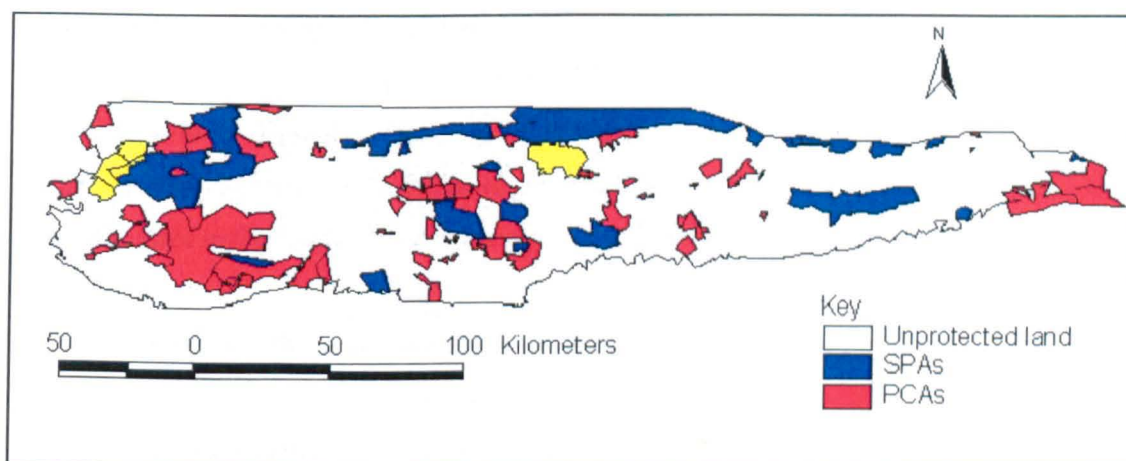 N
Key
Unprotected land
SPAs
PCAs
50 0 50 100 Kilometers